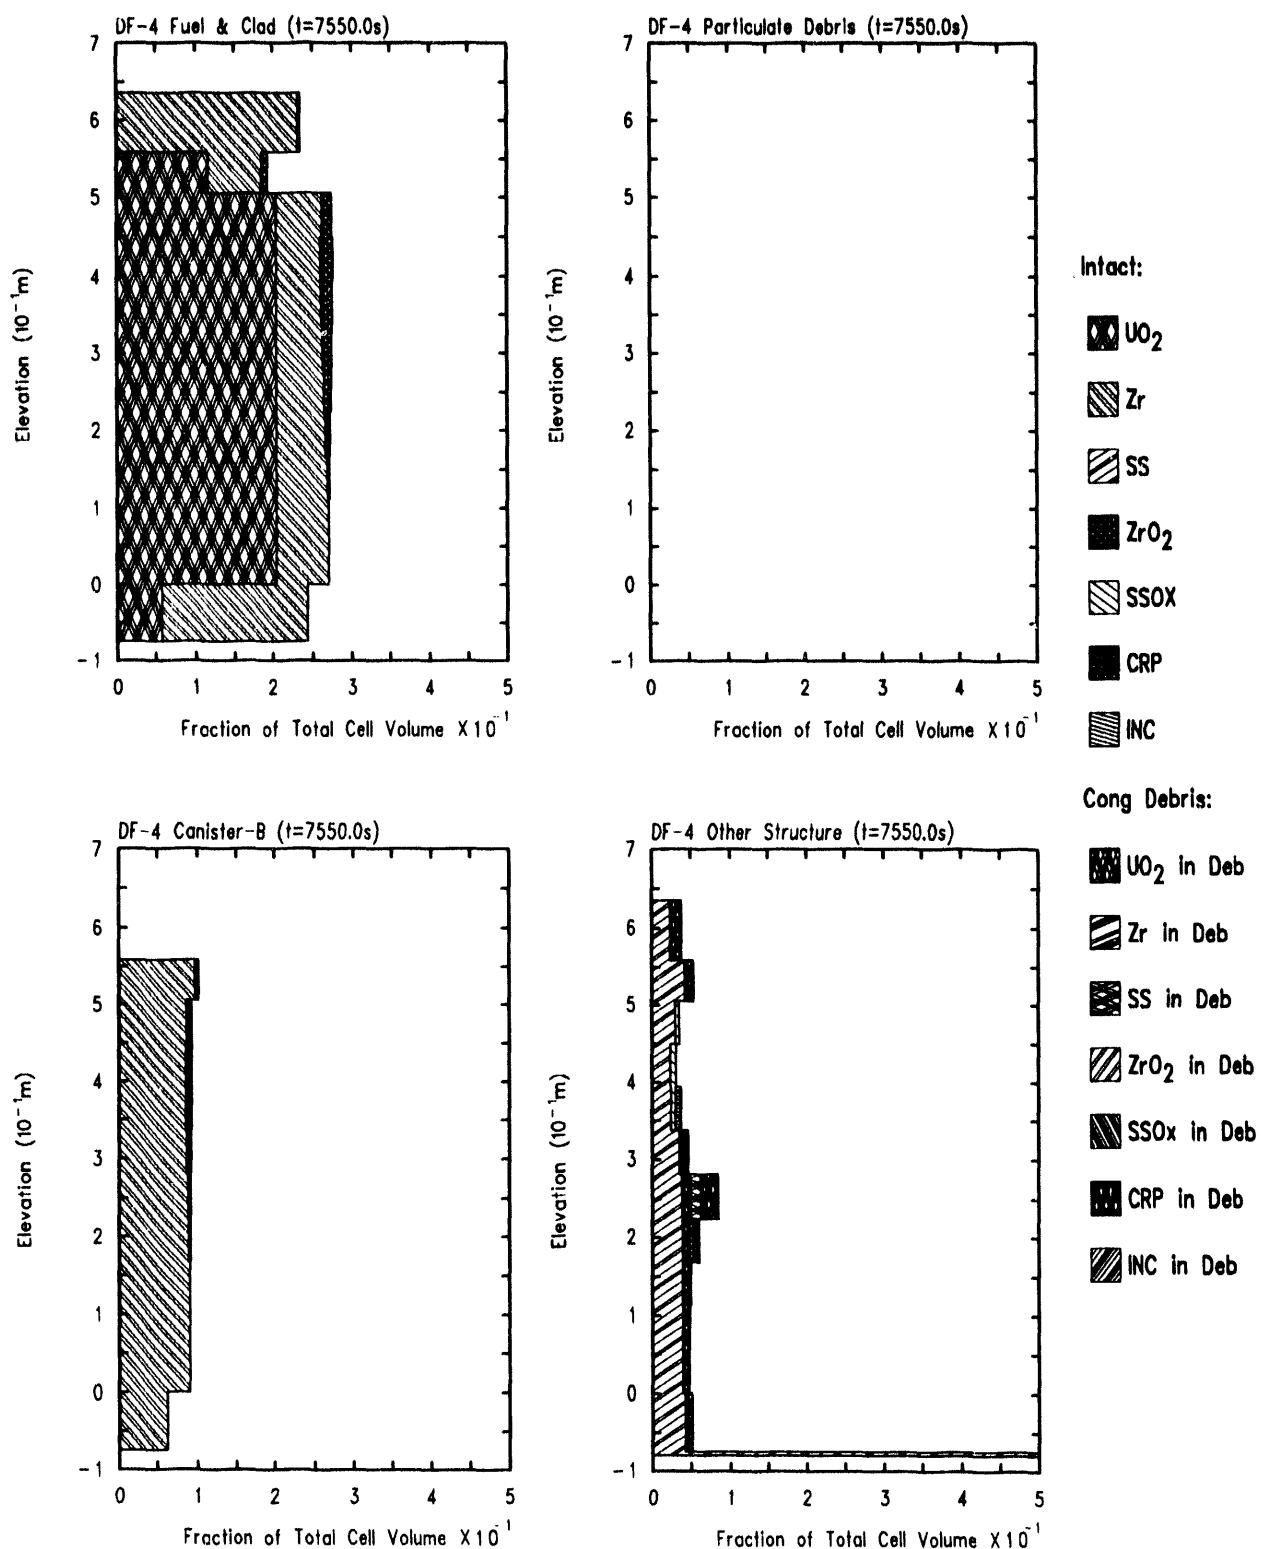 DF-4 Fuel & Clad (t=7550.0s)
7
6
5
4
3
2
1
0
-1
Elevation (10⁻¹m)
0 1 2 3 4 5
Fraction of Total Cell Volume X10⁻¹
DF-4 Particulate Debris (t=7550.0s)
7
6
5
4
3
2
1
0
-1
Elevation (10⁻¹m)
0 1 2 3 4 5
Fraction of Total Cell Volume X10⁻¹
DF-4 Canister-B (t=7550.0s)
7
6
5
4
3
2
1
0
-1
Elevation (10⁻¹m)
0 1 2 3 4 5
Fraction of Total Cell Volume X10⁻¹
DF-4 Other Structure (t=7550.0s)
7
6
5
4
3
2
1
0
-1
Elevation (10⁻¹m)
0 1 2 3 4 5
Fraction of Total Cell Volume X10⁻¹
Intact:
UO₂
Zr
SS
ZrO₂
SSOX
CRP
INC
Cong Debris:
UO₂ in Deb
Zr in Deb
SS in Deb
ZrO₂ in Deb
SSOx in Deb
CRP in Deb
INC in Deb